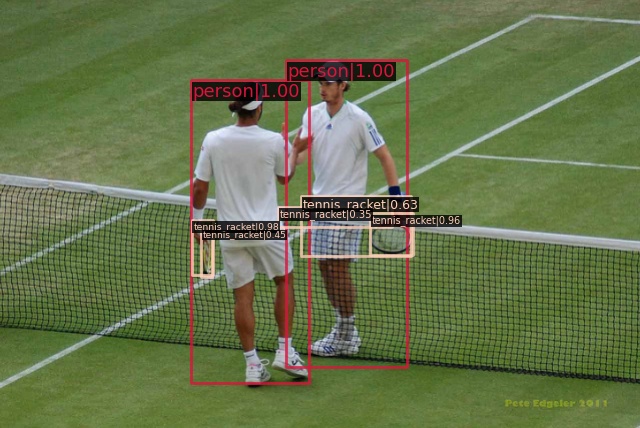 person|1.00
person|1.00
tennis_racket|0.63
tennis_racket|0.35
tennis_racket|0.96
tennis_racket|0.98
tennis_racket|0.45
Pete Edgeler 2011